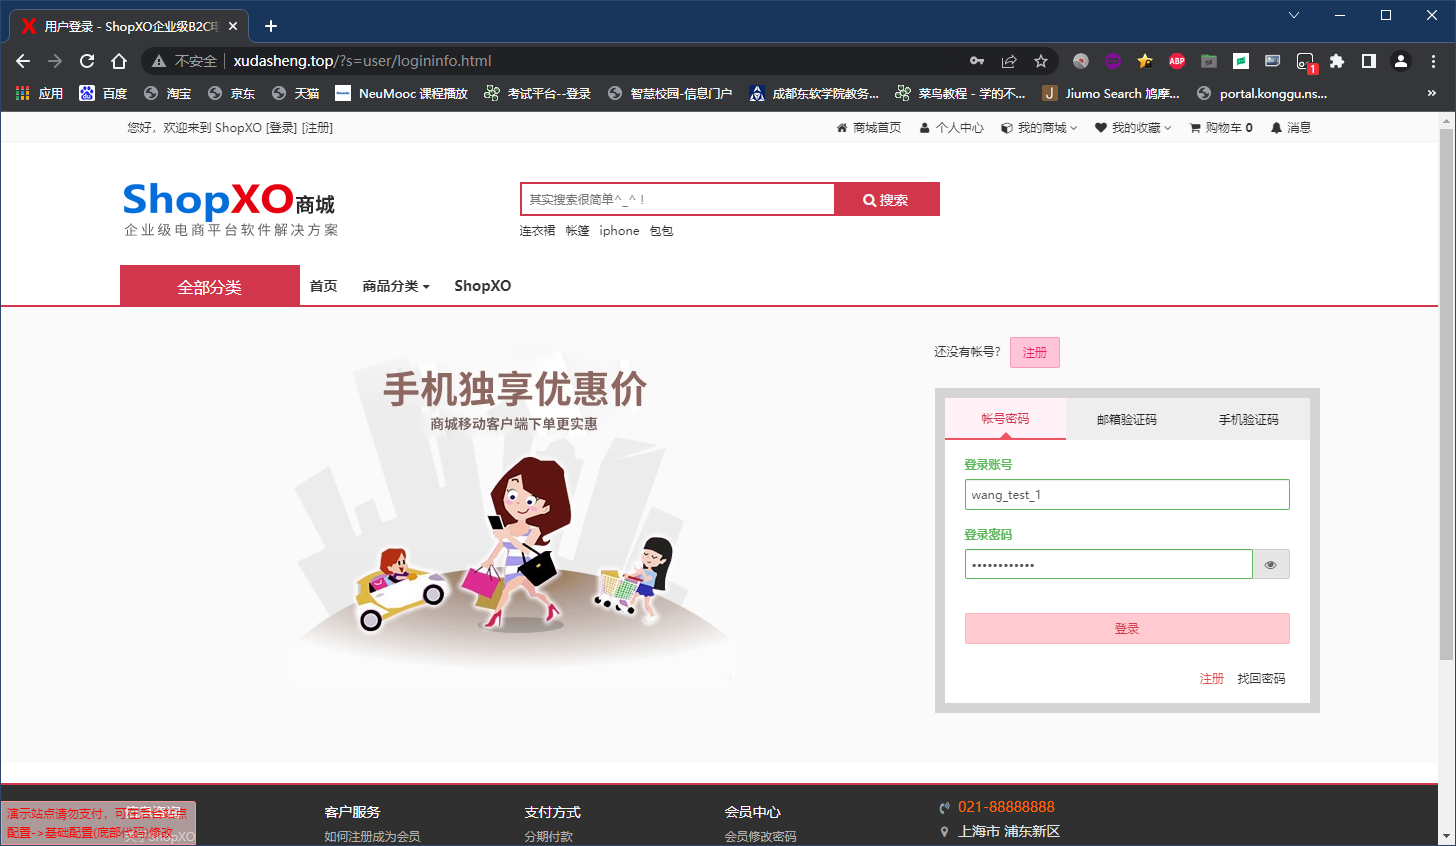 用户登录 - ShopXO企业级B2C电
不安全 xudasheng.top/?s=user/logininfo.html
ABP
1
应用 百度 淘宝 京东 天猫 NeuMooc 课程播放 考试平台--登录 智慧校园-信息门户 成都东软学院教务... 菜鸟教程 - 学的不... J Jiumo Search 鸠摩... portal.konggu.ns... »
您好，欢迎来到 ShopXO [登录] [注册] 商城首页 个人中心 我的商城 我的收藏 购物车 0 消息
ShopXO商城
企业级电商平台软件解决方案
其实搜索很简单^_^！ 搜索
连衣裙 帐篷 iphone 包包
全部分类 首页 商品分类 ShopXO
还没有帐号？ 注册
手机独享优惠价
商城移动客户端下单更实惠
帐号密码 邮箱验证码 手机验证码
登录账号
wang_test_1
登录密码
••••••••••••
登录
注册 找回密码
信息咨询 客户服务 支付方式 会员中心 021-88888888
关于ShopXO 如何注册成为会员 分期付款 会员修改密码 上海市 浦东新区
演示站点请勿支付，可在后台站点
配置->基础配置(底部代码)修改